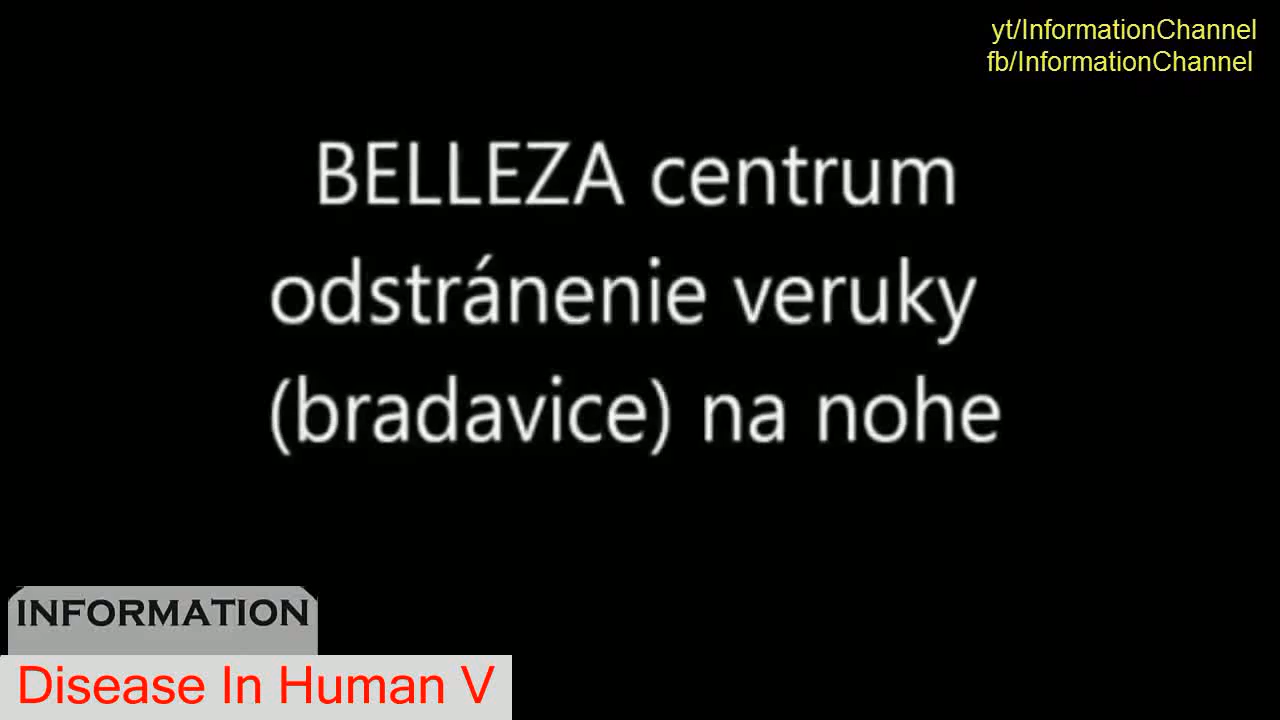 yt/InformationChannel
fb/InformationChannel
BELLEZA centrum
odstránenie veruky
(bradavice) na nohe
INFORMATION
Disease In Human V